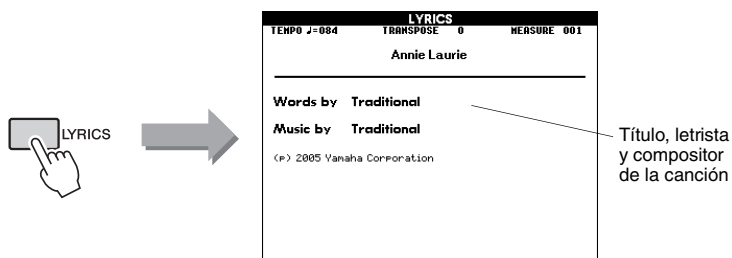 LYRICS
TEMPO ♩=084 TRANSPOSE 0 MEASURE 001
Annie Laurie
Words by Traditional
Music by Traditional
(P) 2005 Yamaha Corporation
LYRICS
Título, letrista
y compositor
de la canción